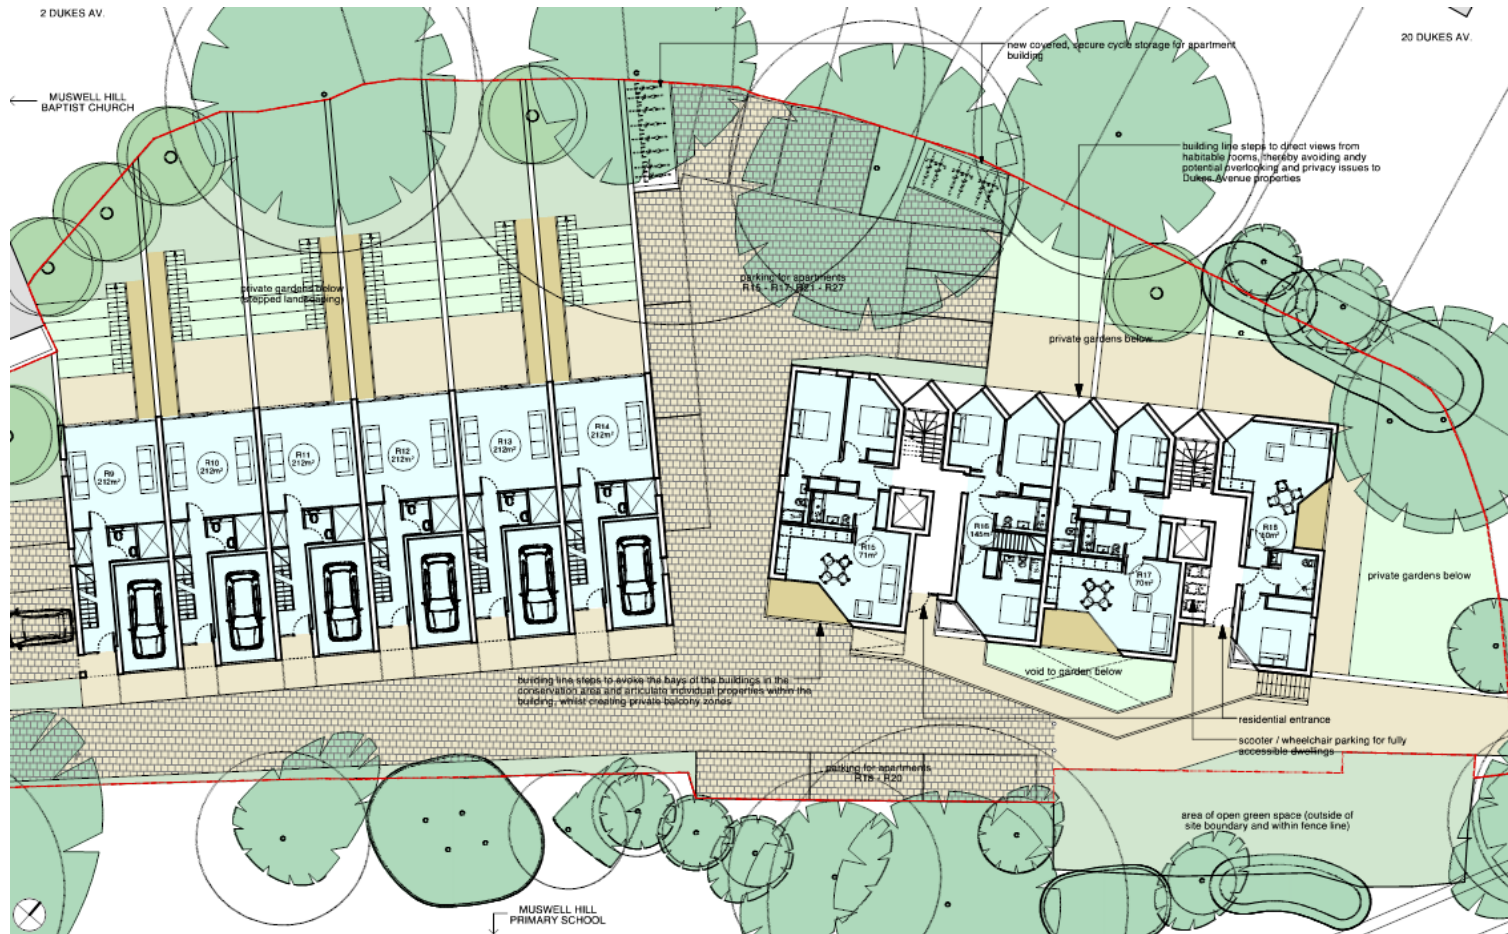 2 DUKES AV.
20 DUKES AV.
new covered, secure cycle storage for apartment
building
MUSWELL HILL
BAPTIST CHURCH
building line steps to direct views from
habitable rooms, thereby avoiding andy
potential overlooking and privacy issues to
Dukes Avenue properties
parking for apartments
R15 - R17, R21 - R27
private gardens below
(stepped landscaping)
private gardens below
R9
212m²
R10
212m²
R11
212m²
R12
212m²
R13
212m²
R14
212m²
R15
71m²
R16
145m²
R17
70m²
R18
private gardens below
void to garden below
building line steps to evoke the bays of the buildings in the
conservation area and articulate individual properties within the
building, whilst creating private balcony zones
residential entrance
scooter / wheelchair parking for fully
accessible dwellings
parking for apartments
R18 - R20
area of open green space (outside of
site boundary and within fence line)
MUSWELL HILL
PRIMARY SCHOOL